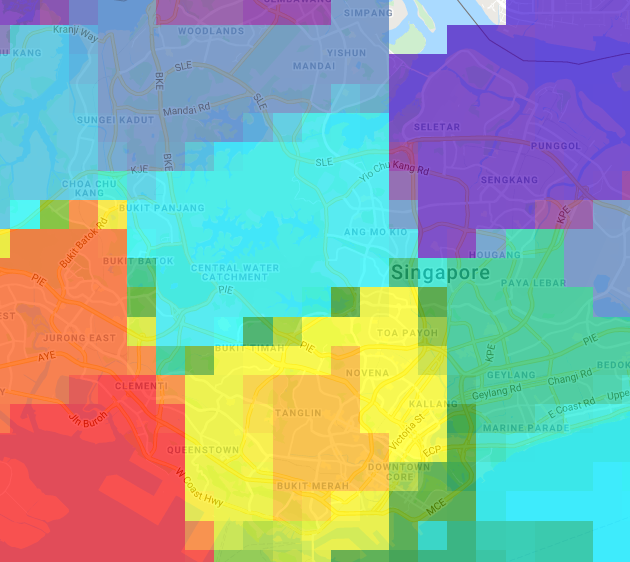 SEMBAWANG
SIMPANG
Kranji Way
WOODLANDS
YISHUN
U KANG
SLE
MANDAI
BKE
Mandai Rd
SLE
SUNGEI KADUT
SELETAR
PUNGGOL
KJE
BKE
SLE
Yio Chu Kang Rd
SENGKANG
CHOA CHU
KANG
BUKIT PANJANG
KPE
Bukit Batok Rd
ANG MO KIO
HOUGANG
BUKIT BATOK
CENTRAL WATER
CATCHMENT
Singapore
PIE
PIE
PAYA LEBAR
EST
JURONG EAST
TOA PAYOH
PIE
BUKIT TIMAH
PIE
KPE
AYE
NOVENA
BEDOK
CLEMENTI
GEYLANG
Changi Rd
Geylang Rd
Y
KALLANG
Upper
Jln Buroh
TANGLIN
E Coast Rd
Victoria St
MARINE PARADE
QUEENSTOWN
ECP
W Coast Hwy
DOWNTOWN
CORE
BUKIT MERAH
MCE